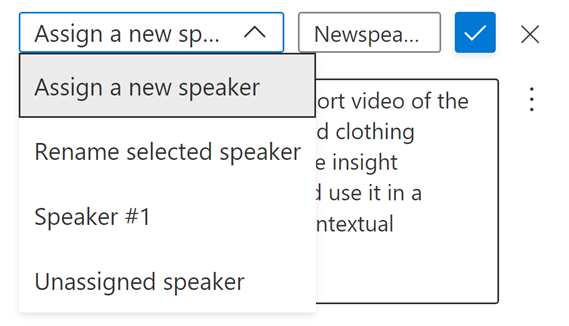 Assign a new sp...
Newspea...
Assign a new speaker
Rename selected speaker
Speaker #1
Unassigned speaker
ort video of the
d clothing
e insight
d use it in a
ntextual